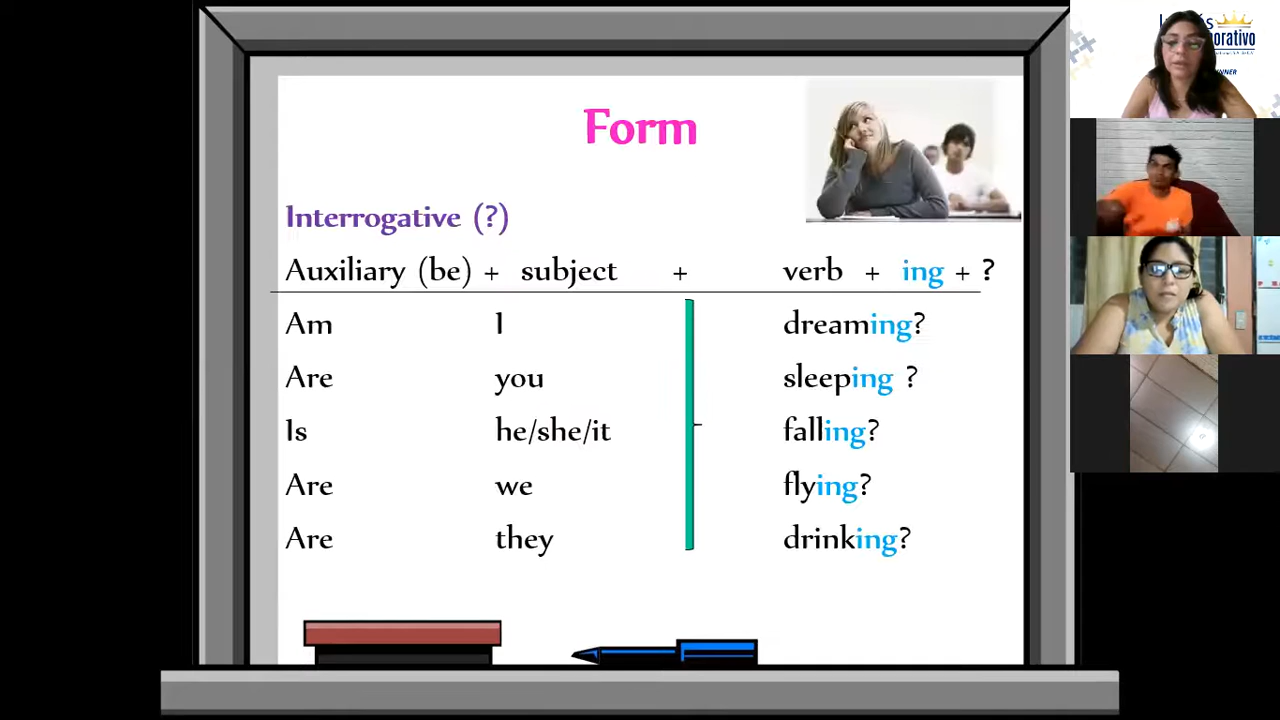 Form
Interrogative (?)
Auxiliary (be) + subject + verb + ing + ?
Am I dreaming?
Are you sleeping ?
Is he/she/it falling?
Are we flying?
Are they drinking?